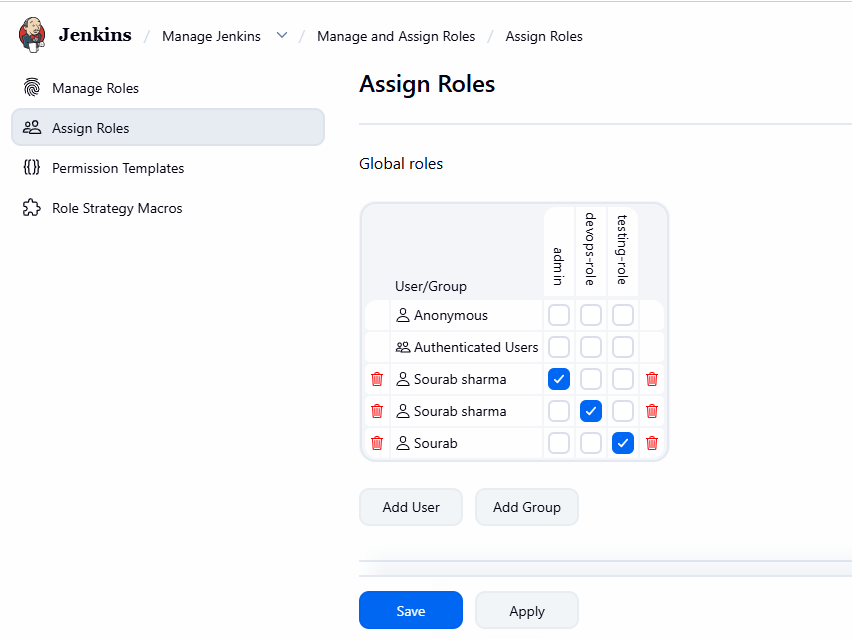 Jenkins / Manage Jenkins / Manage and Assign Roles / Assign Roles
Manage Roles
Assign Roles
Permission Templates
Role Strategy Macros
Assign Roles
Global roles
User/Group
admin
devops-role
testing-role
Anonymous
Authenticated Users
Sourab sharma
Sourab sharma
Sourab
Add User
Add Group
Save
Apply